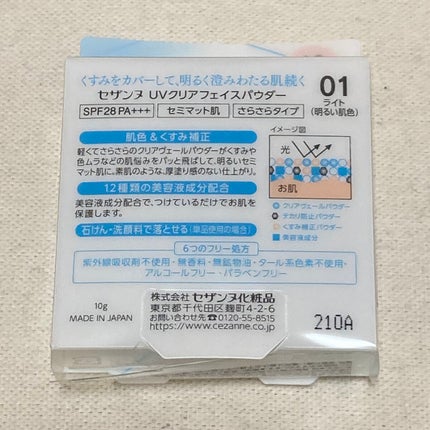 くすみをカバーして、明るく澄みわたる肌続く
セザンヌ UVクリアフェイスパウダー
SPF28 PA+++ セミマット肌 さらさらタイプ
01
ライト
(明るい肌色)
肌色＆くすみ補正
軽くてさらさらのクリアヴェールパウダーがくすみや
色ムラなどの肌悩みをパッと飛ばして、明るいセミ
マット肌に。素肌のような、厚塗り感のない仕上がり。
12種類の美容液成分配合
美容液成分配合で、つけているだけでお肌を
保護します。
石けん・洗顔料で落とせる(単品使用の場合)
●イメージ図
光
お肌
クリアヴェールパウダー
テカリ防止パウダー
くすみ補正パウダー
美容液成分
6つのフリー処方
紫外線吸収剤不使用・無香料・無鉱物油・タール系色素不使用・
アルコールフリー・パラベンフリー
10g
MADE IN JAPAN
株式会社 セザンヌ化粧品
東京都千代田区麹町4-2-6
お問い合わせ先 ☎0120-55-8515
https://www.cezanne.co.jp
210A